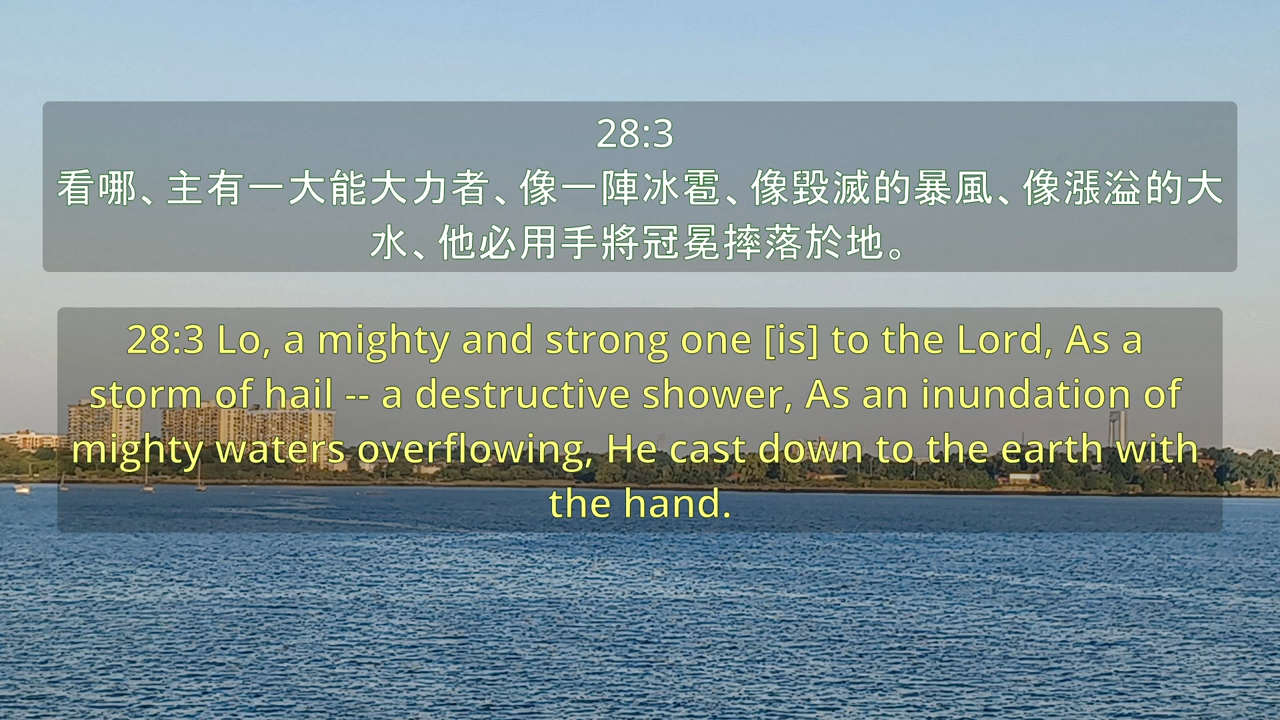 28:3
看哪、主有一大能大力者、像一陣冰雹、像毀滅的暴風、像漲溢的大
水、他必用手將冠冕摔落於地。
28:3 Lo, a mighty and strong one [is] to the Lord, As a
storm of hail -- a destructive shower, As an inundation of
mighty waters overflowing, He cast down to the earth with
the hand.